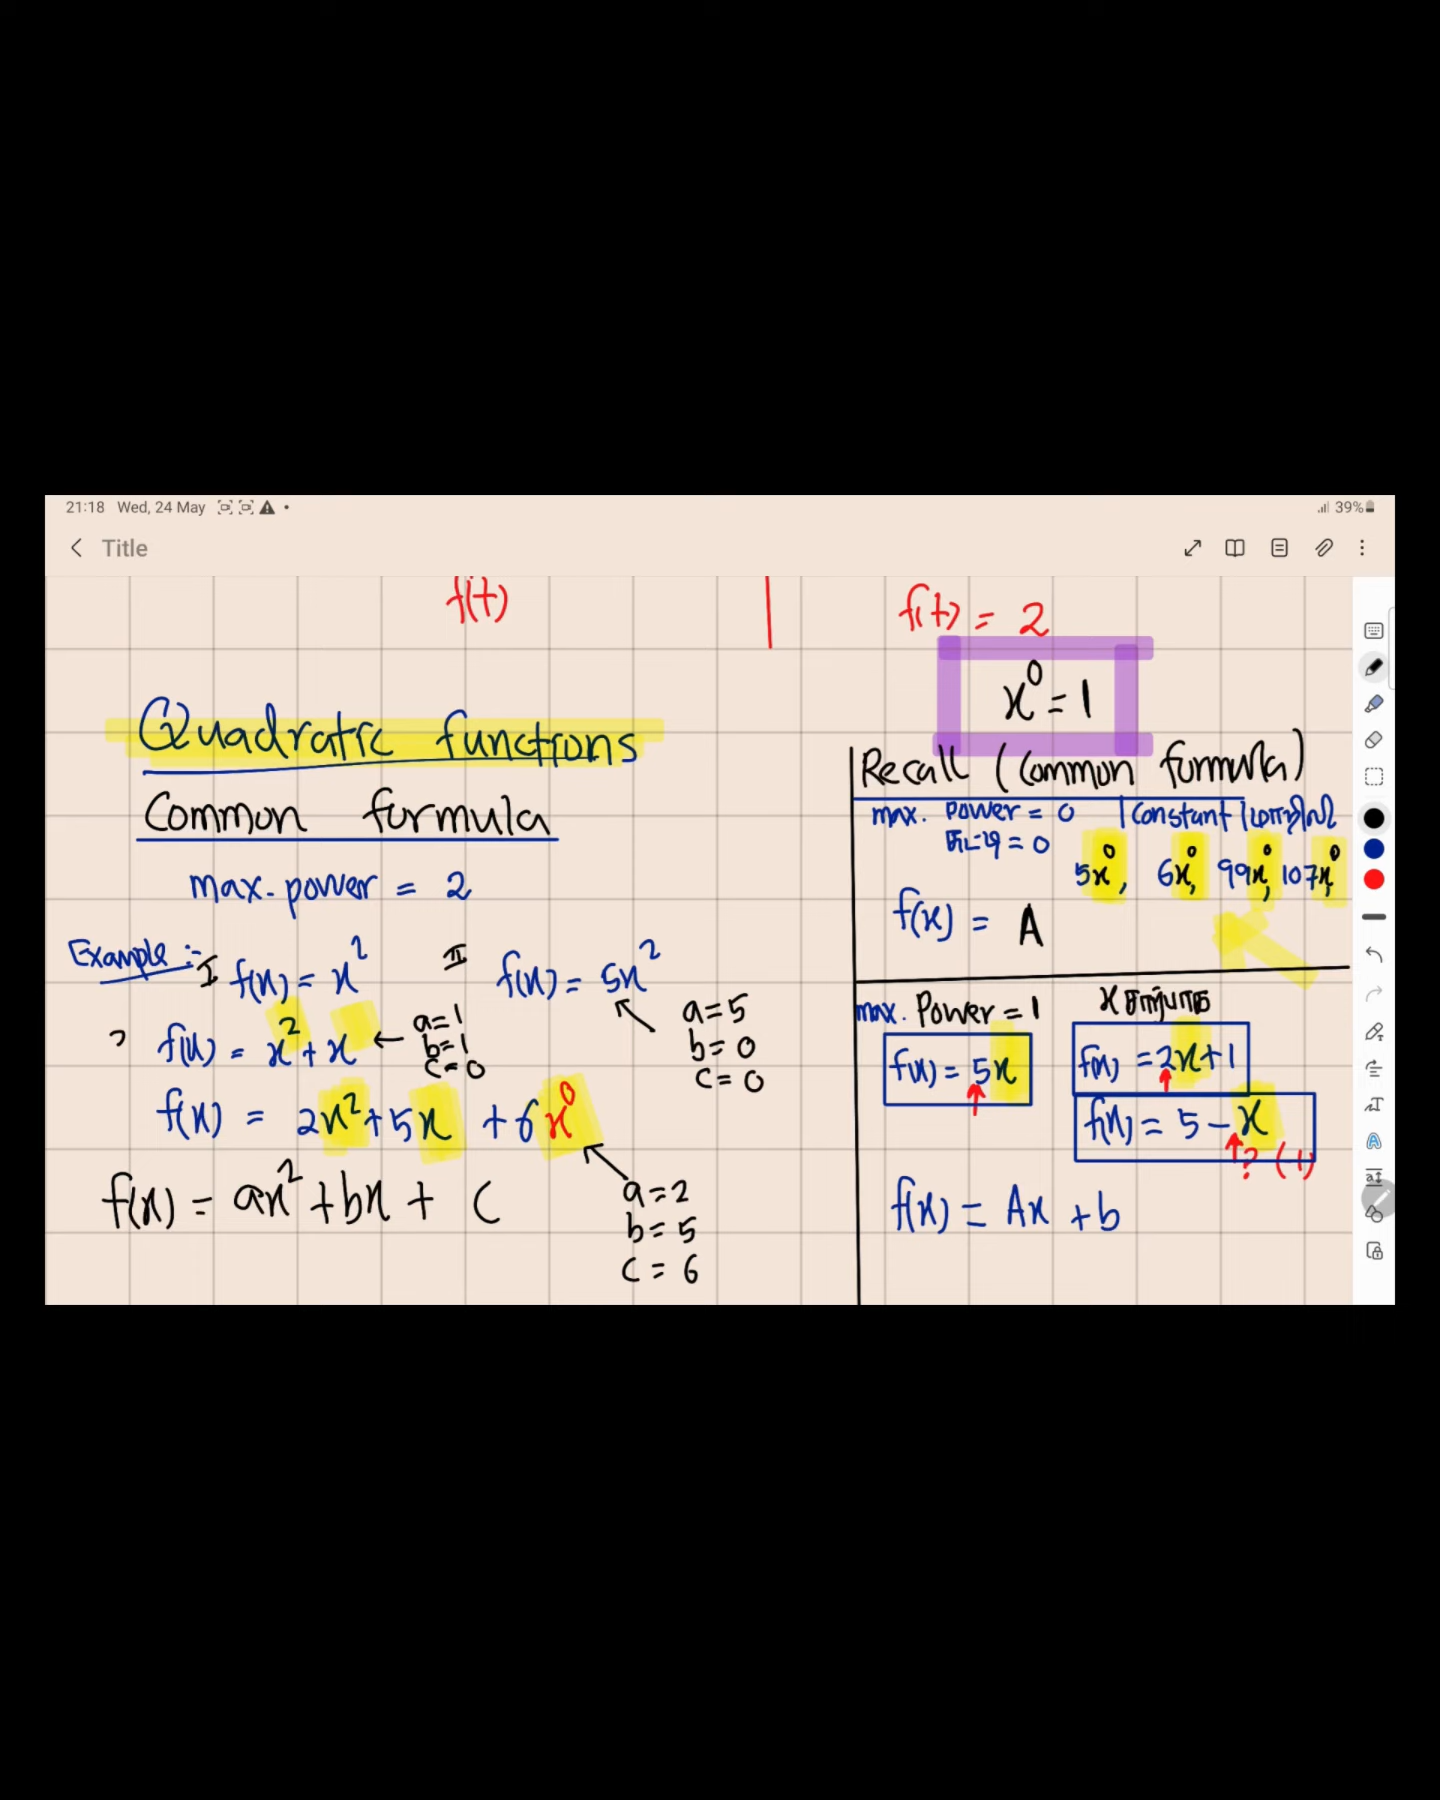 21:18 Wed, 24 May
39%
Title
f(t)
f(t) = 2
x⁰ = 1
Quadratic functions
Common formula
max. power = 2
Example :-
I f(x) = x²
II f(x) = 5x²
a = 5
b = 0
c = 0
f(x) = x² + x
a = 1
b = 1
c = 0
f(x) = 2x² + 5x + 6x⁰
a = 2
b = 5
c = 6
f(x) = ax² + bx + c
Recall (Common formula)
max. power = 0 | Constant |
= 0
5x⁰, 6x⁰, 99x⁰, 107x⁰
f(x) = A
max. Power = 1
f(x) = 5x
f(x) = 2x + 1
f(x) = 5 - x
? (-1)
f(x) = Ax + b